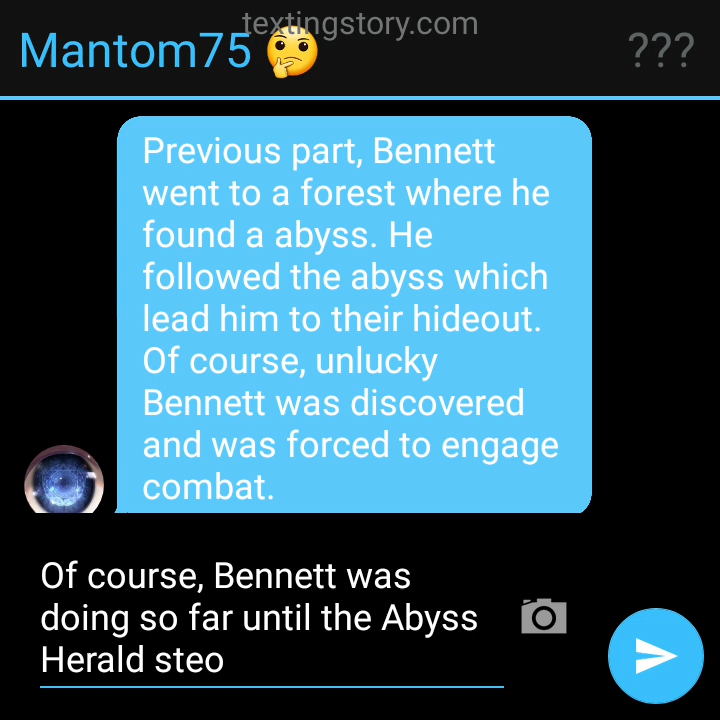 textingstory.com
Mantom75 🤔 ???
Previous part, Bennett
went to a forest where he
found a abyss. He
followed the abyss which
lead him to their hideout.
Of course, unlucky
Bennett was discovered
and was forced to engage
combat.
Of course, Bennett was
doing so far until the Abyss
Herald steo